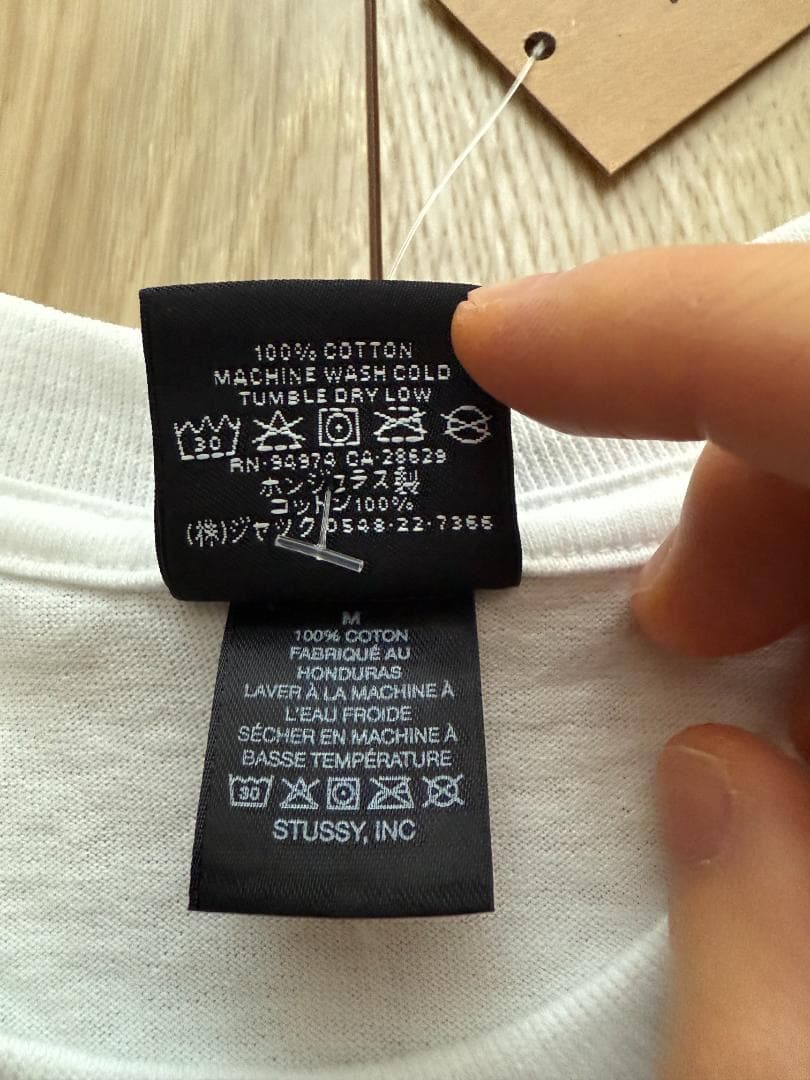 100% COTTON
MACHINE WASH COLD
TUMBLE DRY LOW
30
RN·94974 CA·28629
ホンジュラス製
コットン100%
(株)ジャック 0548·22·7366
M
100% COTON
FABRIQUÉ AU
HONDURAS
LAVER À LA MACHINE À
L'EAU FROIDE
SÉCHER EN MACHINE À
BASSE TEMPÉRATURE
30
STUSSY, INC